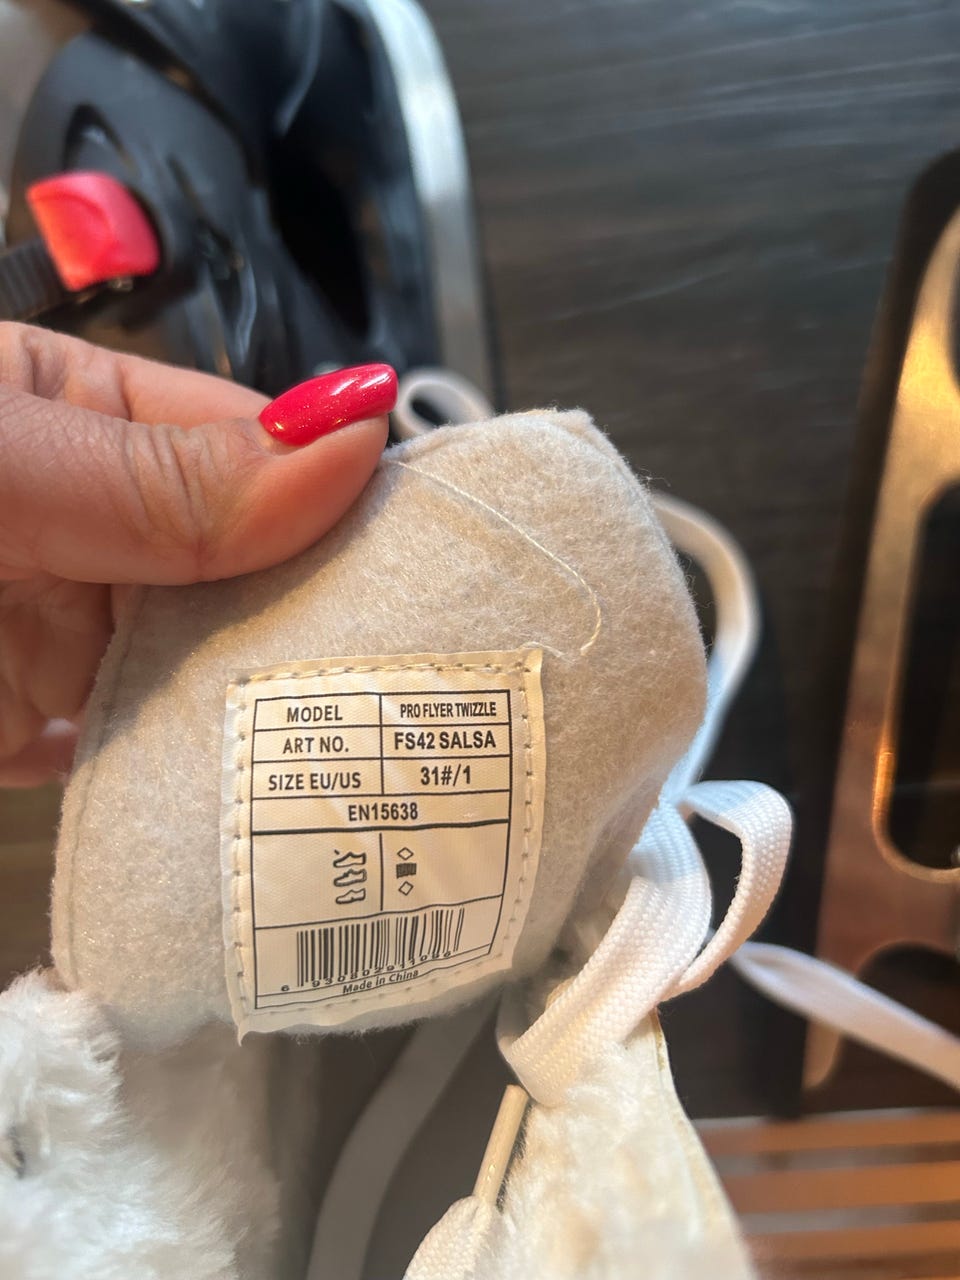 MODEL PRO FLYER TWIZZLE
ART NO. FS42 SALSA
SIZE EU/US 31#/1
EN15638
Made in China